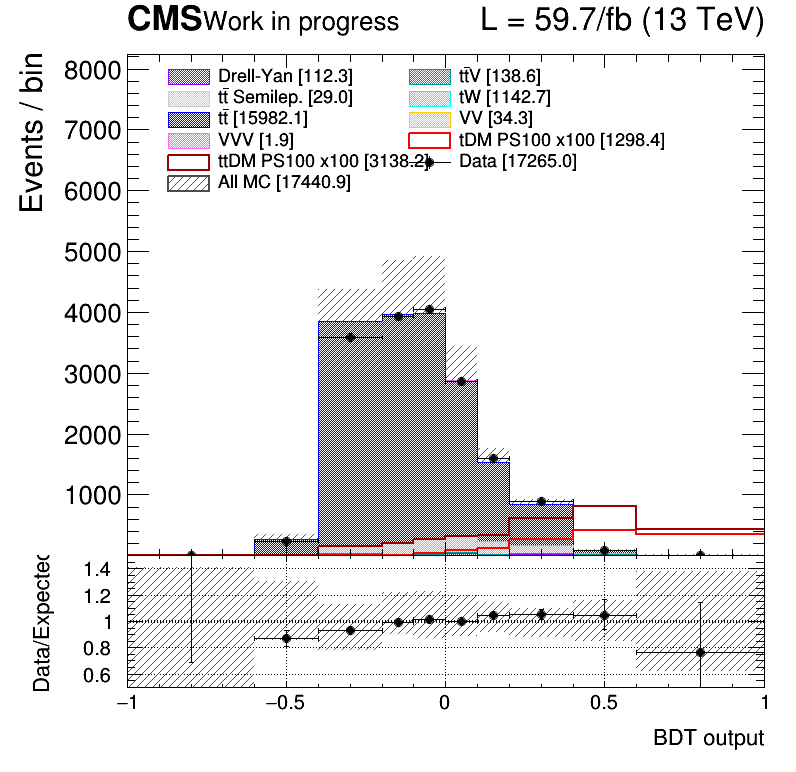 CMS Work in progress L = 59.7/fb (13 TeV)
Events / bin
8000
7000
6000
5000
4000
3000
2000
1000
Drell-Yan [112.3]
tt̄V [138.6]
tt̄ Semilep. [29.0]
tW [1142.7]
tt̄ [15982.1]
VV [34.3]
VVV [1.9]
tDM PS100 x100 [1298.4]
ttDM PS100 x100 [3138.2]
Data [17265.0]
All MC [17440.9]
Data/Expected
1.4
1.2
1
0.8
0.6
−1 −0.5 0 0.5 1
BDT output